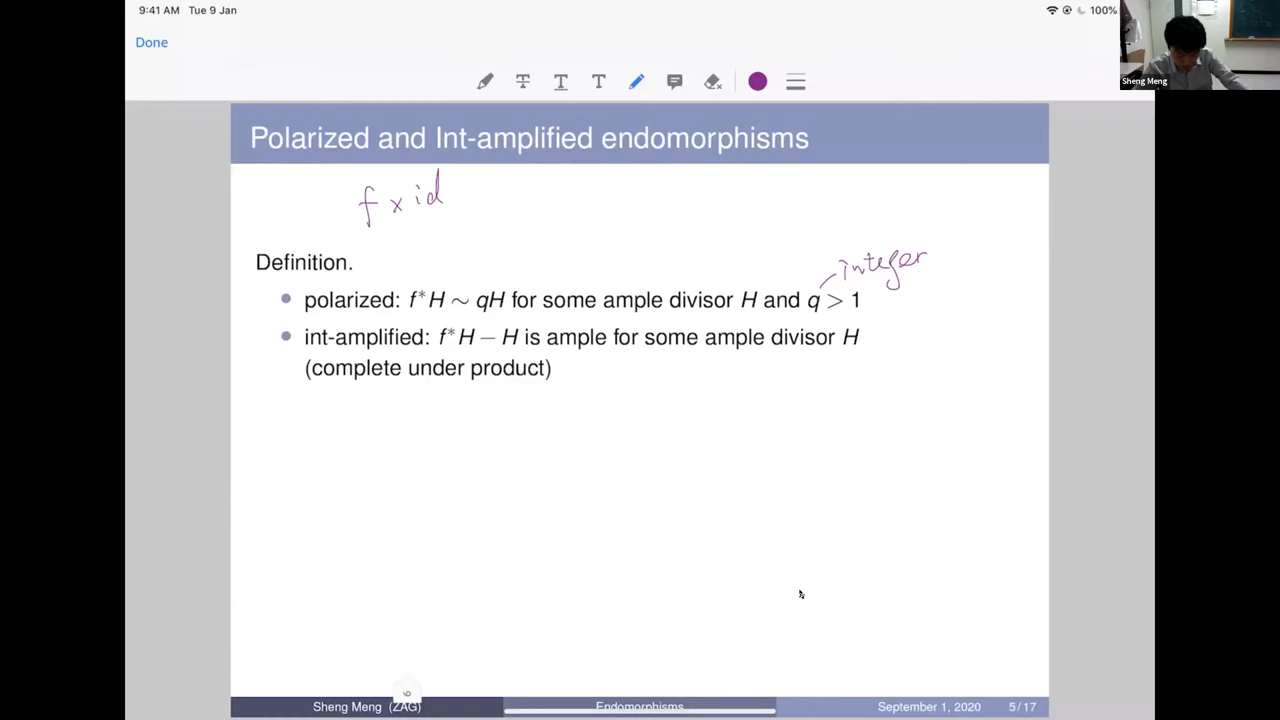 9:41 AM Tue 9 Jan
100%
Done
Sheng Meng
Polarized and Int-amplified endomorphisms
f × id
Definition.
integer
polarized: f*H ∼ qH for some ample divisor H and q > 1
int-amplified: f*H − H is ample for some ample divisor H
(complete under product)
6
Sheng Meng (ZAG)
Endomorphisms
September 1, 2020
5 / 17